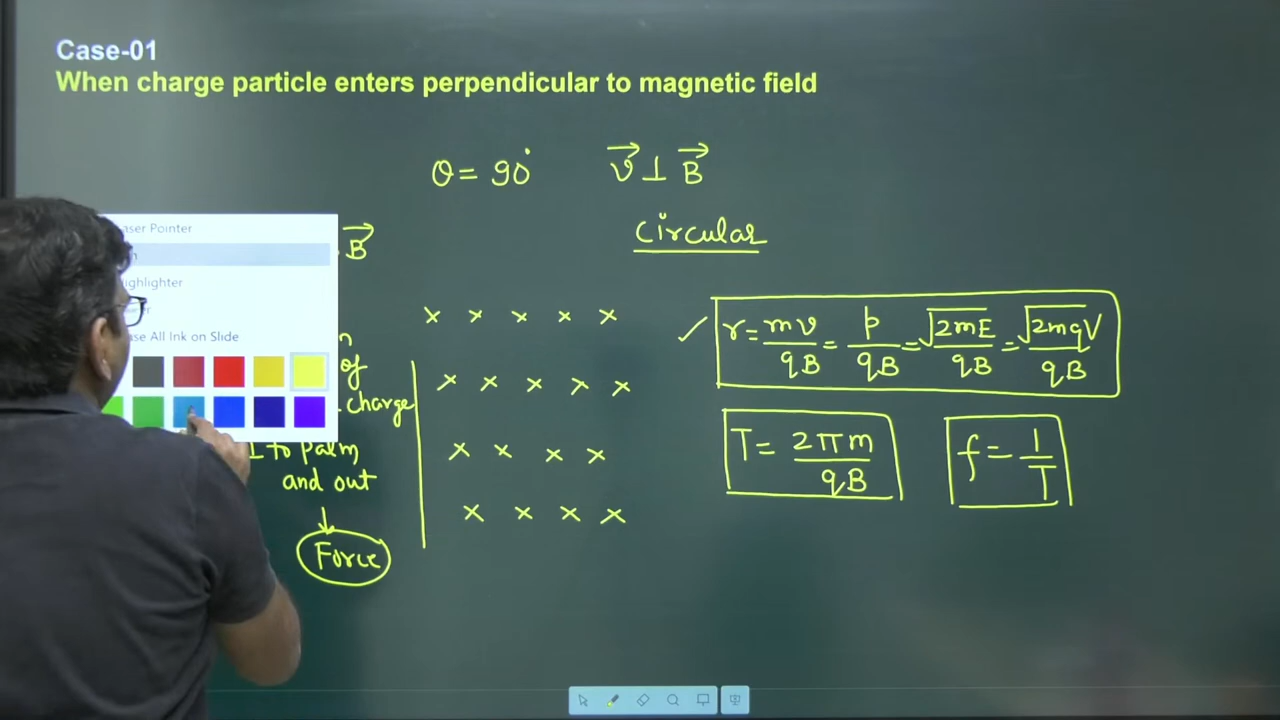 Case-01
When charge particle enters perpendicular to magnetic field
θ = 90° v⃗ ⊥ B⃗
Circular
B⃗
Laser Pointer
Highlighter
Erase All Ink on Slide
of
charge
⊥ to palm
and out
↓
Force
× × × × ×
× × × × ×
× × × ×
× × × ×
✓ r = mv/qB = p/qB = √2mE/qB = √2mqV/qB
T = 2πm/qB
f = 1/T